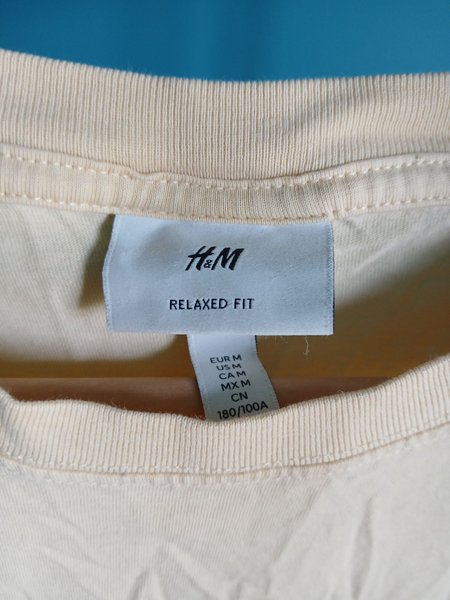 H&M
RELAXED FIT
EUR M
US M
CA M
MX M
CN
180/100A